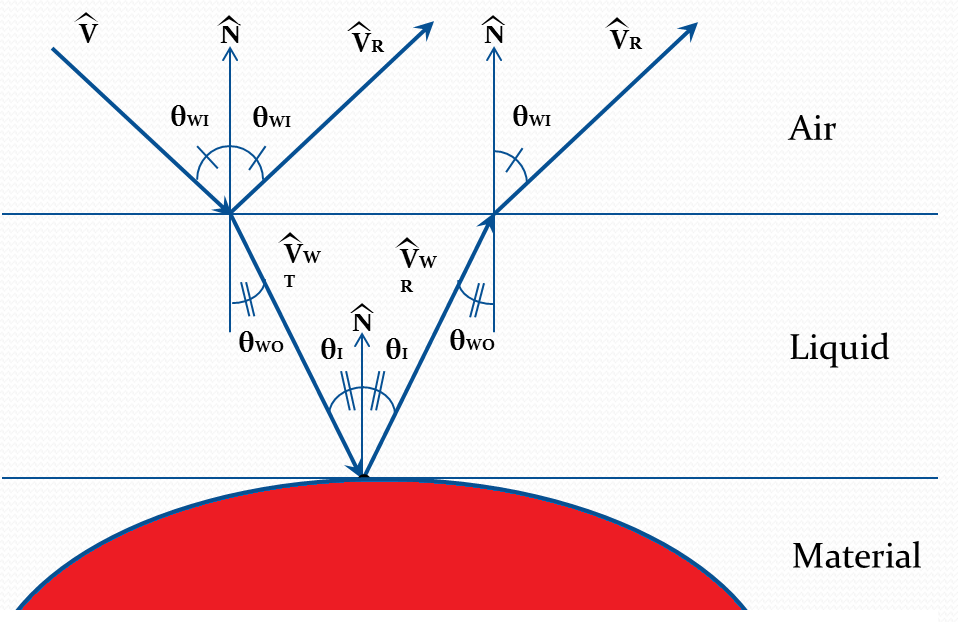 V̂
N̂
V̂R
N̂
V̂R
θWI
θWI
θWI
Air
V̂W
T
V̂W
R
N̂
θWO
θI
θI
θWO
Liquid
Material